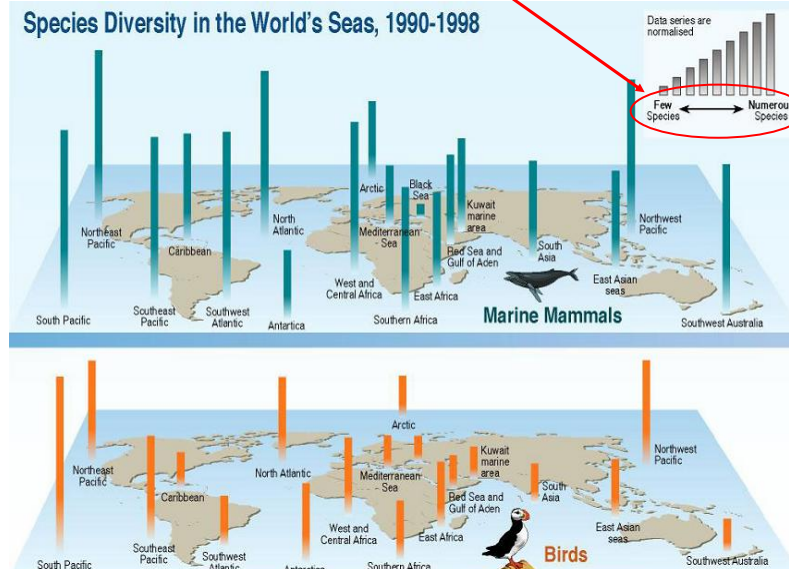 Species Diversity in the World's Seas, 1990-1998
Data series are
normalised
Few
Species
Numerou
Species
Arctic
Black
Sea
Northeast
Pacific
Caribbean
North
Atlantic
Mediterranean
Sea
Kuwait
marine
area
Red Sea and
Gulf of Aden
South
Asia
Northwest
Pacific
East Asian
seas
West and
Central Africa
East Africa
South Pacific
Southeast
Pacific
Southwest
Atlantic
Antartica
Southern Africa
Marine Mammals
Southwest Australia
Arctic
Northeast
Pacific
Caribbean
North Atlantic
Mediterranean
Sea
Kuwait
marine
area
Red Sea and
Gulf of Aden
South
Asia
Northwest
Pacific
East Asian
seas
West and
Central Africa
East Africa
South Pacific
Southeast
Pacific
Southwest
Atlantic
Southern Africa
Birds
Southwest Australia